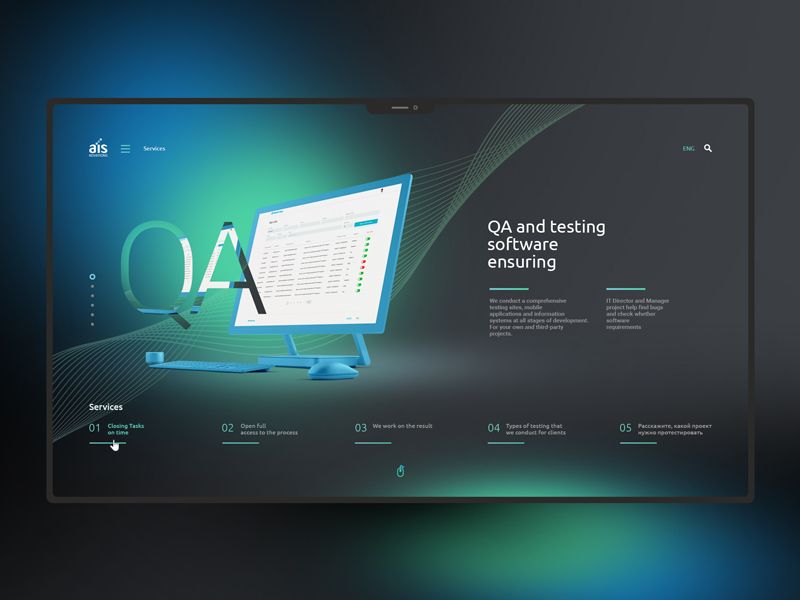 ais
Services
ENG
QA
QA and testing
software
ensuring
We conduct a comprehensive
testing sites, mobile
applications and information
systems at all stages of development.
For your own and third-party
projects.
IT Director and Manager
project help find bugs
and check whether
software
requirements
Services
01 Closing Tasks
on time
02 Open full
access to the process
03 We work on the result
04 Types of testing that
we conduct for clients
05 Расскажите, какой проект
нужно протестировать